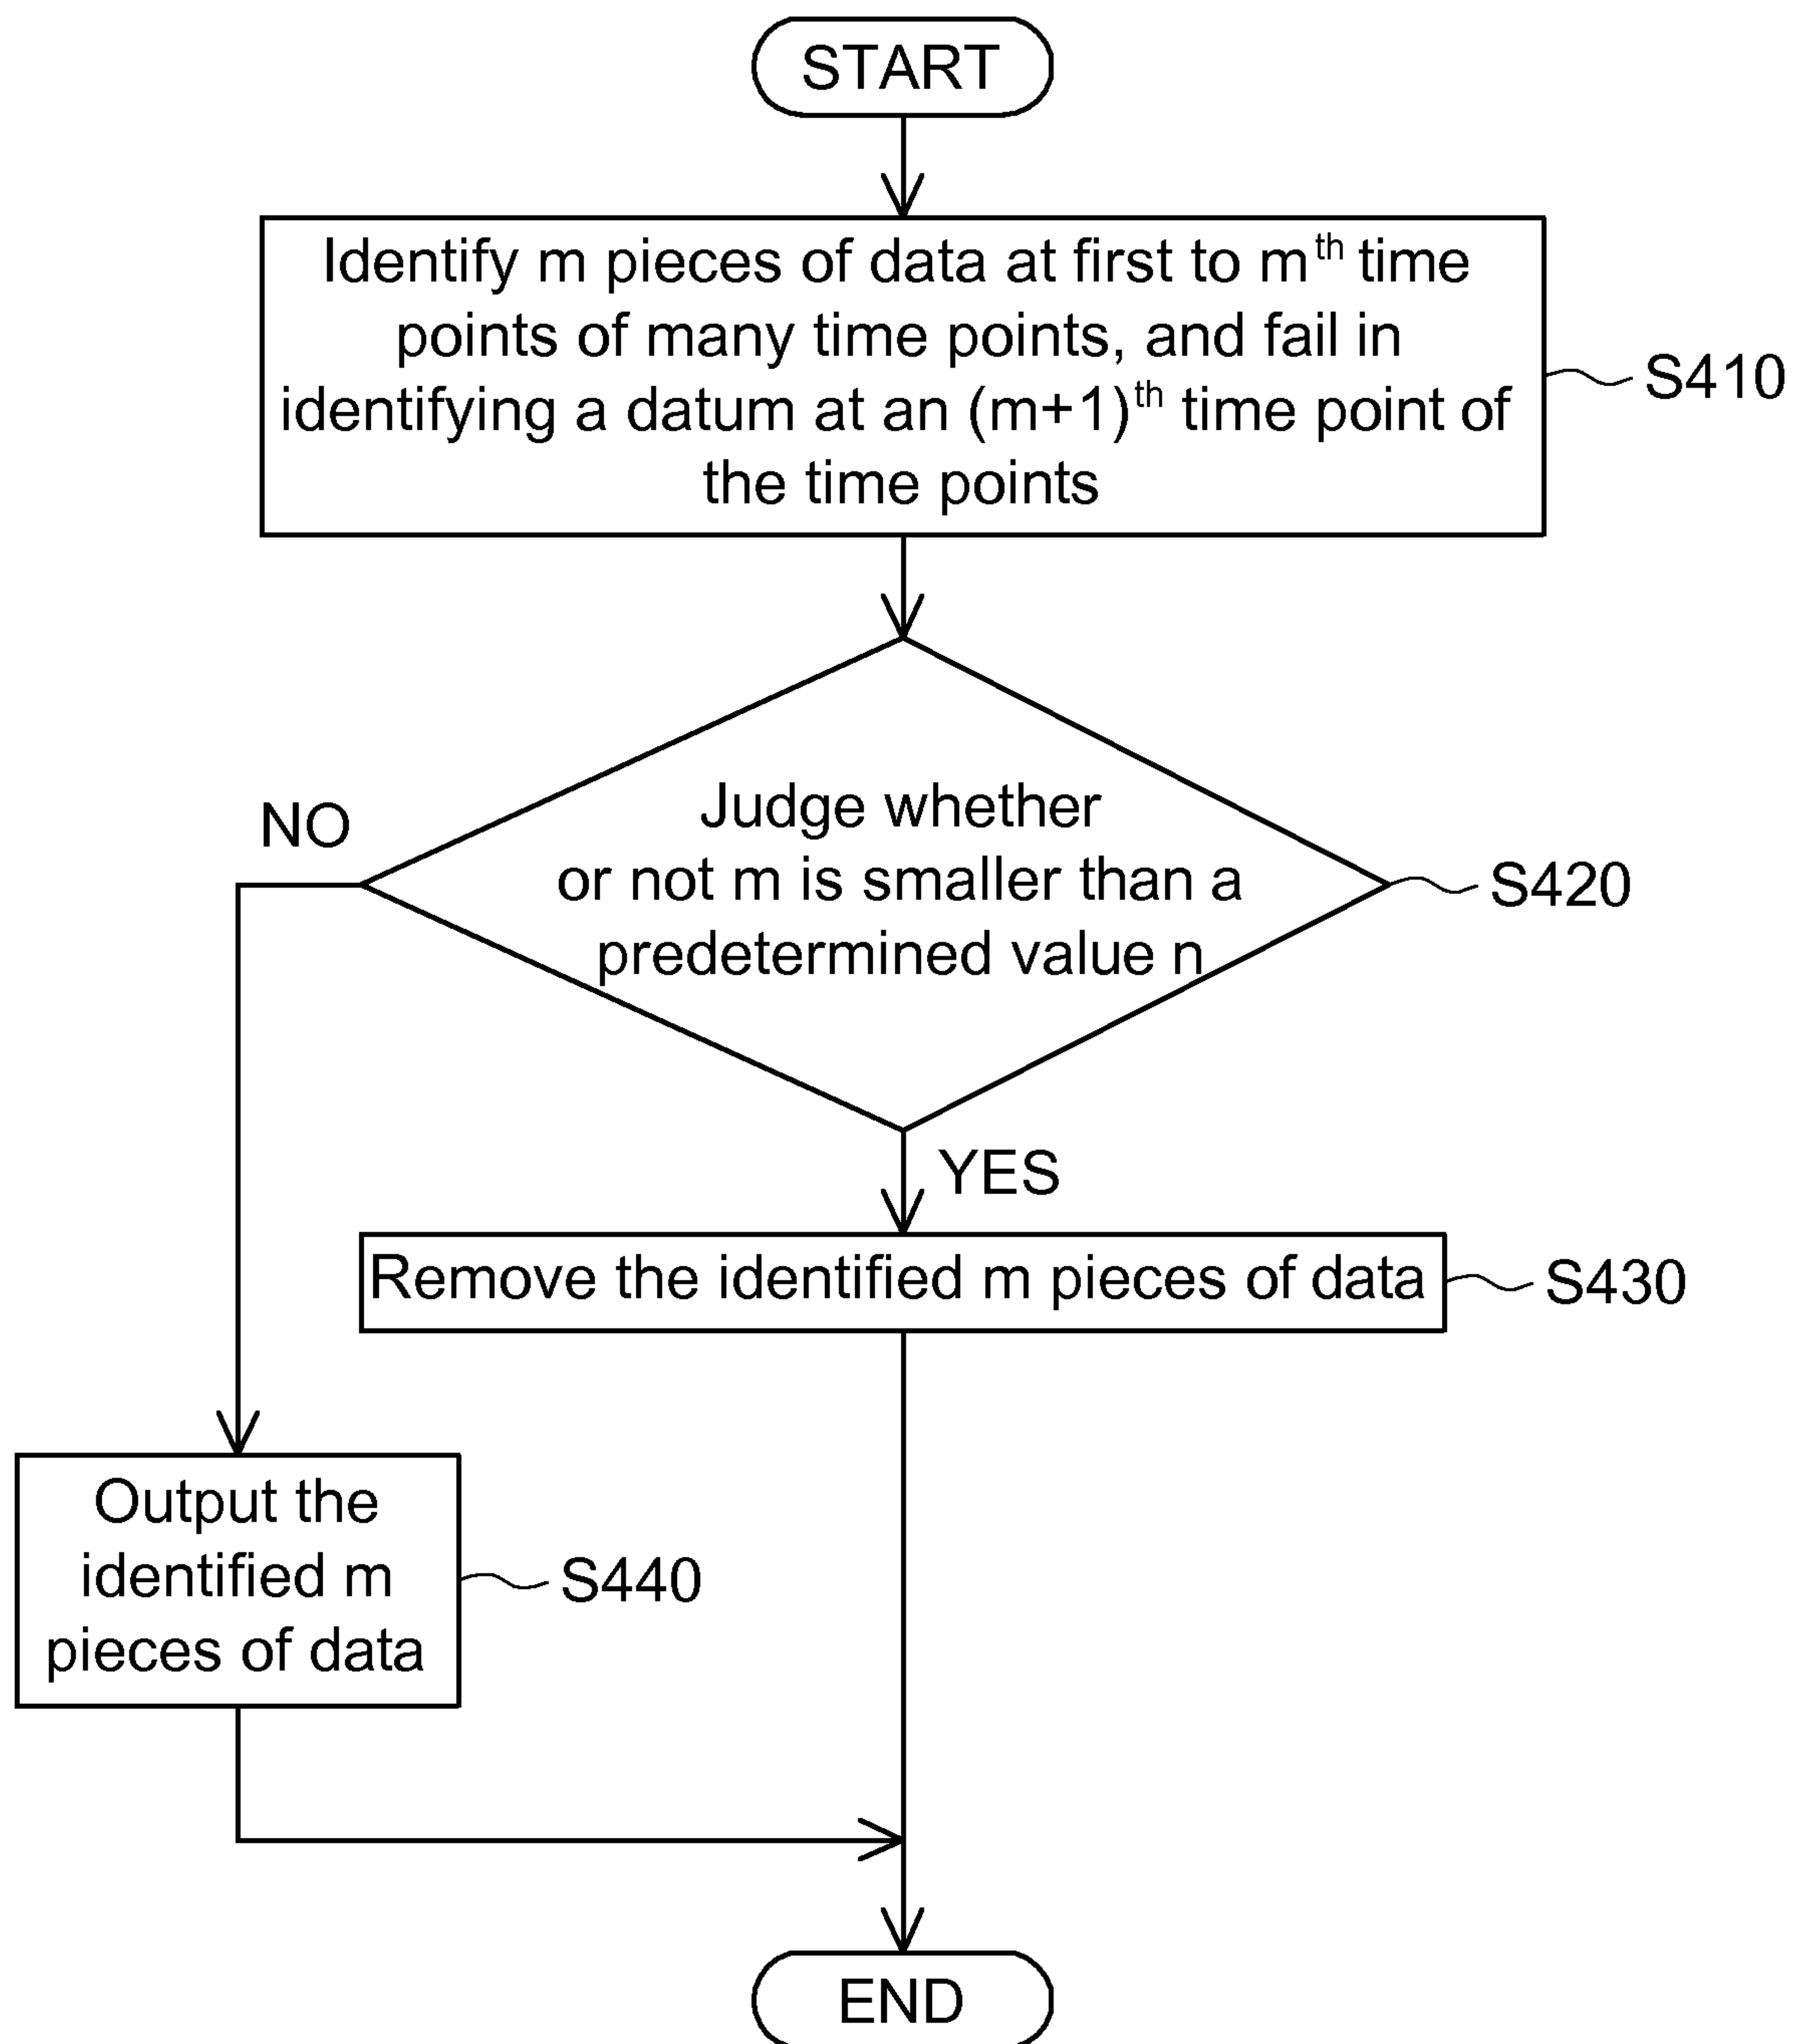 START
Identify m pieces of data at first to mth time
points of many time points, and fail in
identifying a datum at an (m+1)th time point of
the time points
S410
Judge whether
or not m is smaller than a
predetermined value n
S420
NO
YES
Remove the identified m pieces of data
S430
Output the
identified m
pieces of data
S440
END